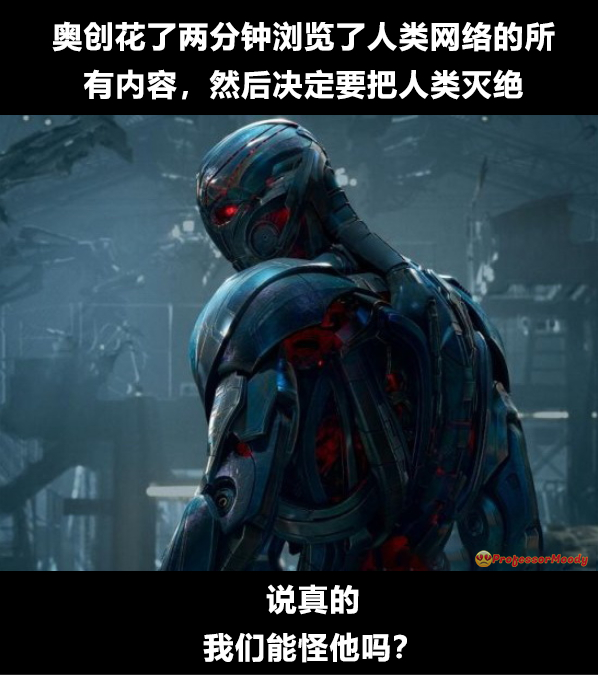 奥创花了两分钟浏览了人类网络的所
有内容，然后决定要把人类灭绝
ProfessorMoody
说真的
我们能怪他吗？